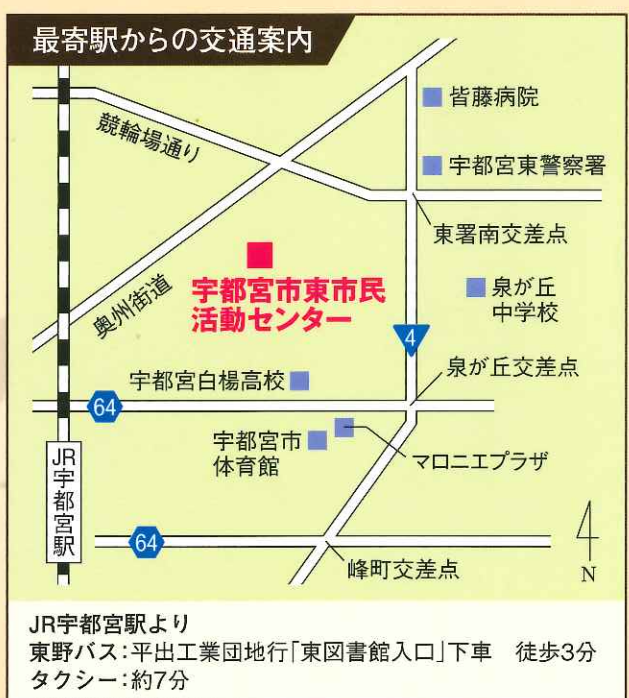 最寄駅からの交通案内
競輪場通り
皆藤病院
宇都宮東警察署
東署南交差点
奥州街道
宇都宮市東市民
活動センター
泉が丘
中学校
4
宇都宮白楊高校
泉が丘交差点
64
宇都宮市
体育館
マロニエプラザ
JR宇都宮駅
64
峰町交差点
N
JR宇都宮駅より
東野バス:平出工業団地行「東図書館入口」下車 徒歩3分
タクシー:約7分